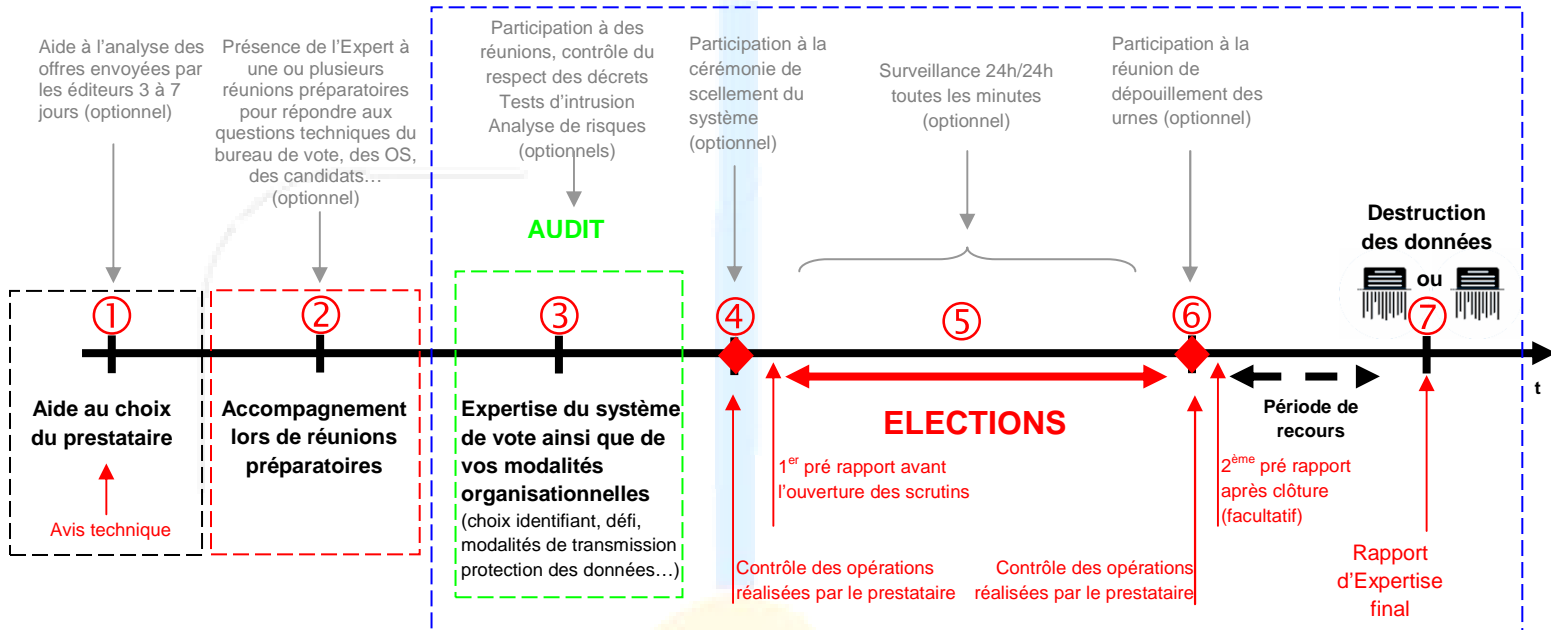 Aide à l’analyse des
offres envoyées par
les éditeurs 3 à 7
jours (optionnel)
Présence de l’Expert à
une ou plusieurs
réunions préparatoires
pour répondre aux
questions techniques du
bureau de vote, des OS,
des candidats…
(optionnel)
Participation à des
réunions, contrôle du
respect des décrets
Tests d’intrusion
Analyse de risques
(optionnels)
Participation à la
cérémonie de
scellement du
système
(optionnel)
Surveillance 24h/24h
toutes les minutes
(optionnel)
Participation à la
réunion de
dépouillement des
urnes (optionnel)
AUDIT
Destruction
des données
ou
①
②
③
④
⑤
⑥
⑦
t
Aide au choix
du prestataire
Avis technique
Accompagnement
lors de réunions
préparatoires
Expertise du système
de vote ainsi que de
vos modalités
organisationnelles
(choix identifiant, défi,
modalités de transmission
protection des données…)
ELECTIONS
1er pré rapport avant
l’ouverture des scrutins
Contrôle des opérations
réalisées par le prestataire
Contrôle des opérations
réalisées par le prestataire
Période de
recours
2ème pré rapport
après clôture
(facultatif)
Rapport
d’Expertise
final